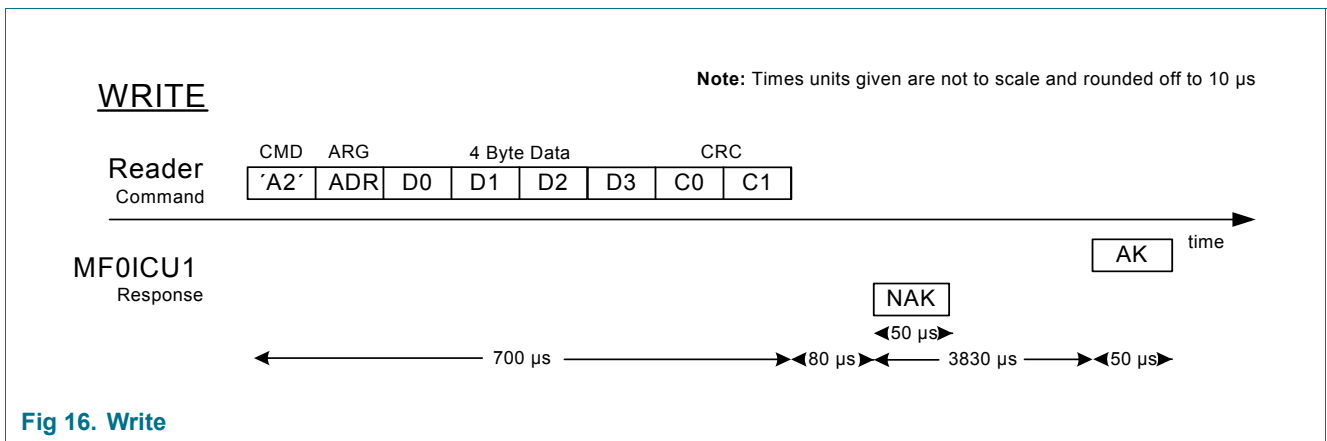 WRITE
Note: Times units given are not to scale and rounded off to 10 µs
CMD ARG 4 Byte Data CRC
Reader
Command
´A2´ ADR D0 D1 D2 D3 C0 C1
time
MF0ICU1
Response
AK
NAK
50 µs
700 µs 80 µs 3830 µs 50 µs
Fig 16. Write